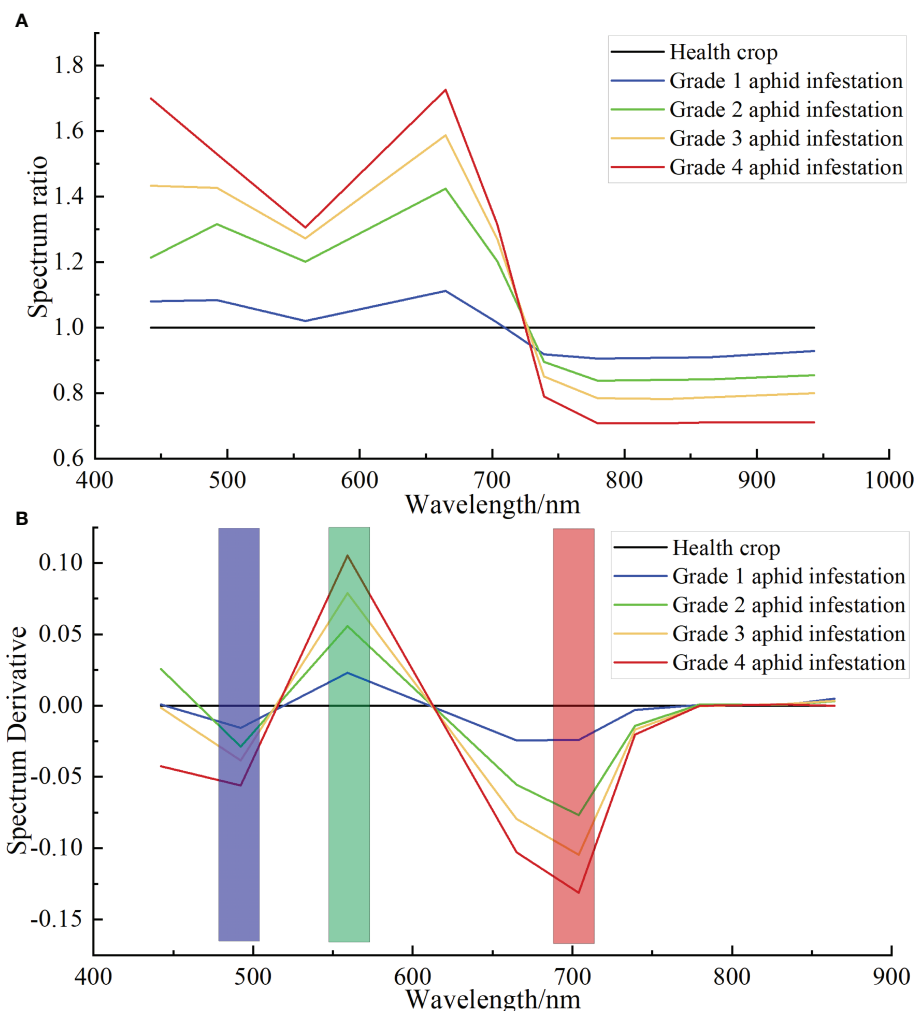 A
Spectrum ratio
1.8
1.6
1.4
1.2
1.0
0.8
0.6
400
500
600
700
800
900
1000
Wavelength/nm
Health crop
Grade 1 aphid infestation
Grade 2 aphid infestation
Grade 3 aphid infestation
Grade 4 aphid infestation
B
Spectrum Derivative
0.10
0.05
0.00
-0.05
-0.10
-0.15
400
500
600
700
800
900
Wavelength/nm
Health crop
Grade 1 aphid infestation
Grade 2 aphid infestation
Grade 3 aphid infestation
Grade 4 aphid infestation